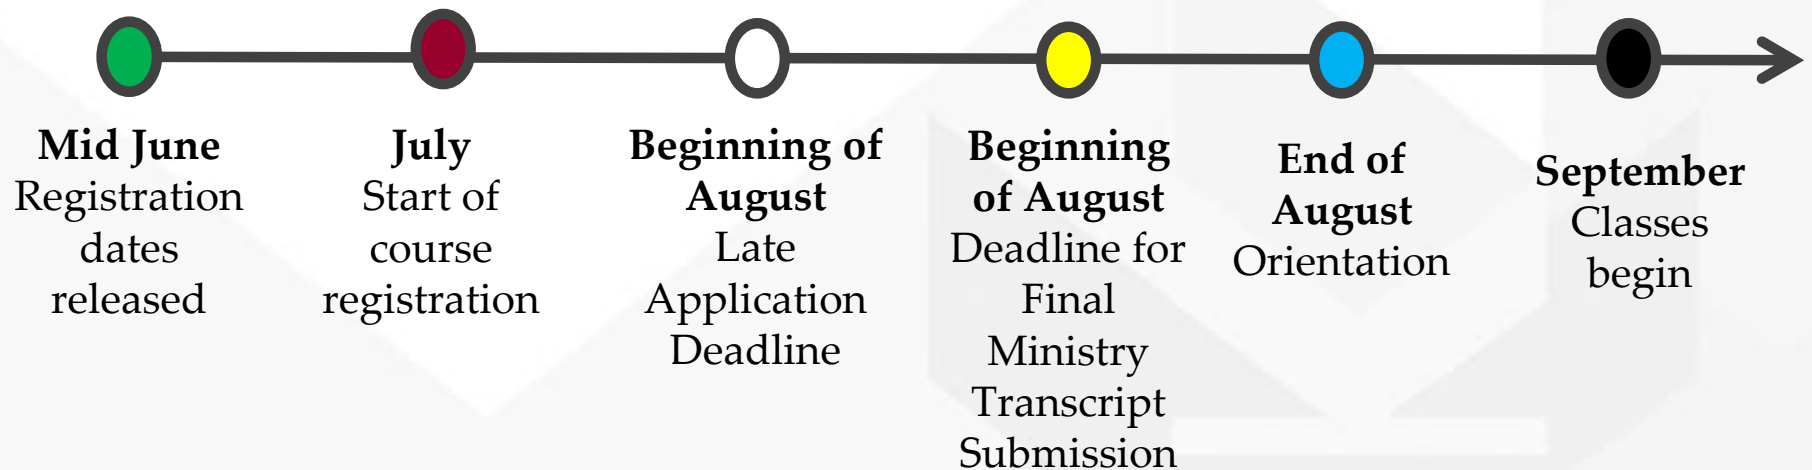 Mid June
Registration
dates
released
July
Start of
course
registration
Beginning of
August
Late
Application
Deadline
Beginning
of August
Deadline for
Final
Ministry
Transcript
Submission
End of
August
Orientation
September
Classes
begin